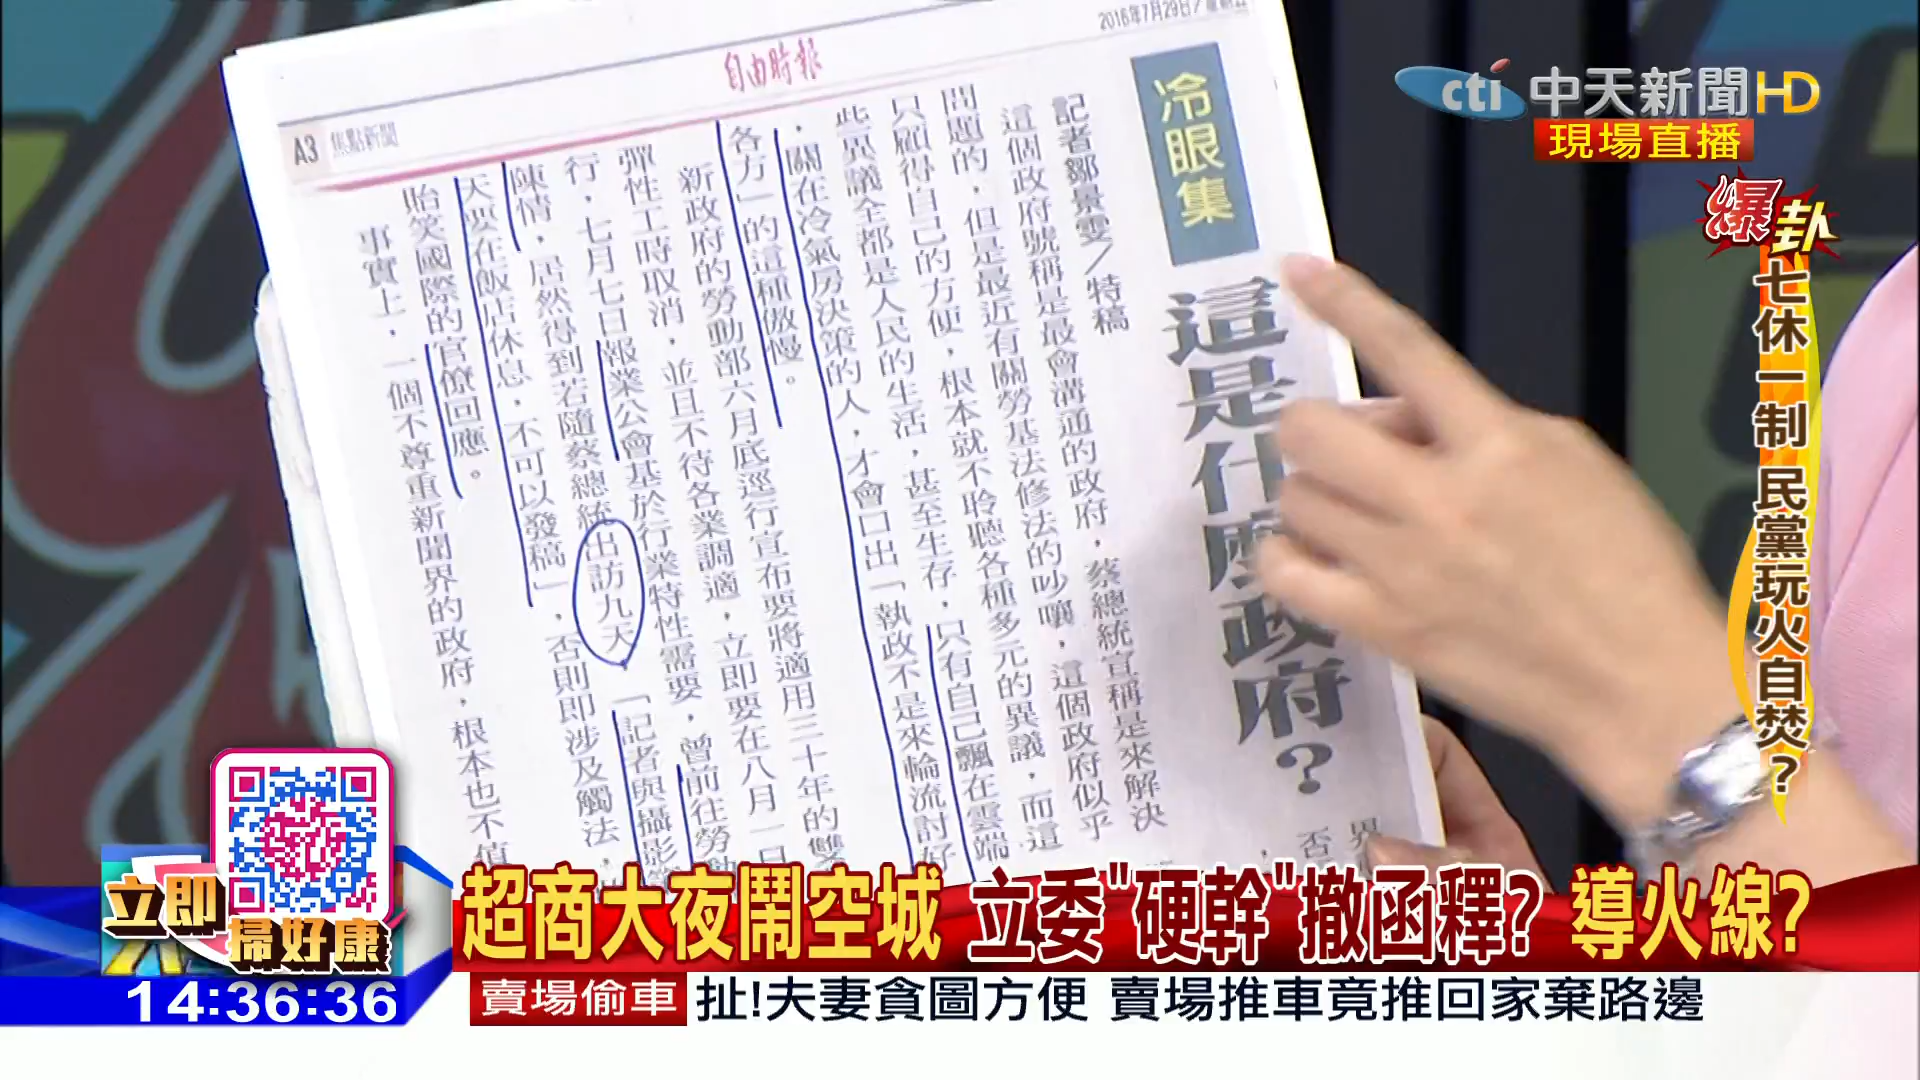 2016年7月29日/星期五
自由時報
A3 焦點新聞
冷眼集
這是什麼政府?
記者鄒景雯/特稿
這個政府號稱是最會溝通的政府,蔡總統宣稱是來解決
問題的,但是最近有關勞基法修法的吵嚷,這個政府似乎
只顧得自己的方便,根本就不聆聽各種多元的異議,而這
些異議全都是人民的生活,甚至生存,只有自己飄在雲端
,關在冷氣房決策的人,才會口出「執政不是來輪流討好
各方」的這種傲慢。
新政府的勞動部六月底逕行宣布要將適用三十年的雙
彈性工時取消,並且不待各業調適,立即要在八月一日
行,七月七日報業公會基於行業特性需要,曾前往勞動
陳情,居然得到若隨蔡總統出訪九天「記者與攝影
天要在飯店休息,不可以發稿」,否則即涉及觸法,
貽笑國際的官僚回應。
事實上,一個不尊重新聞界的政府,根本也不值
界
否
cti 中天新聞HD
現場直播
爆卦
七休一制 民黨玩火自焚?
立即
掃好康
超商大夜鬧空城 立委"硬幹"撤函釋? 導火線?
14:36:36
賣場偷車 扯!夫妻貪圖方便 賣場推車竟推回家棄路邊